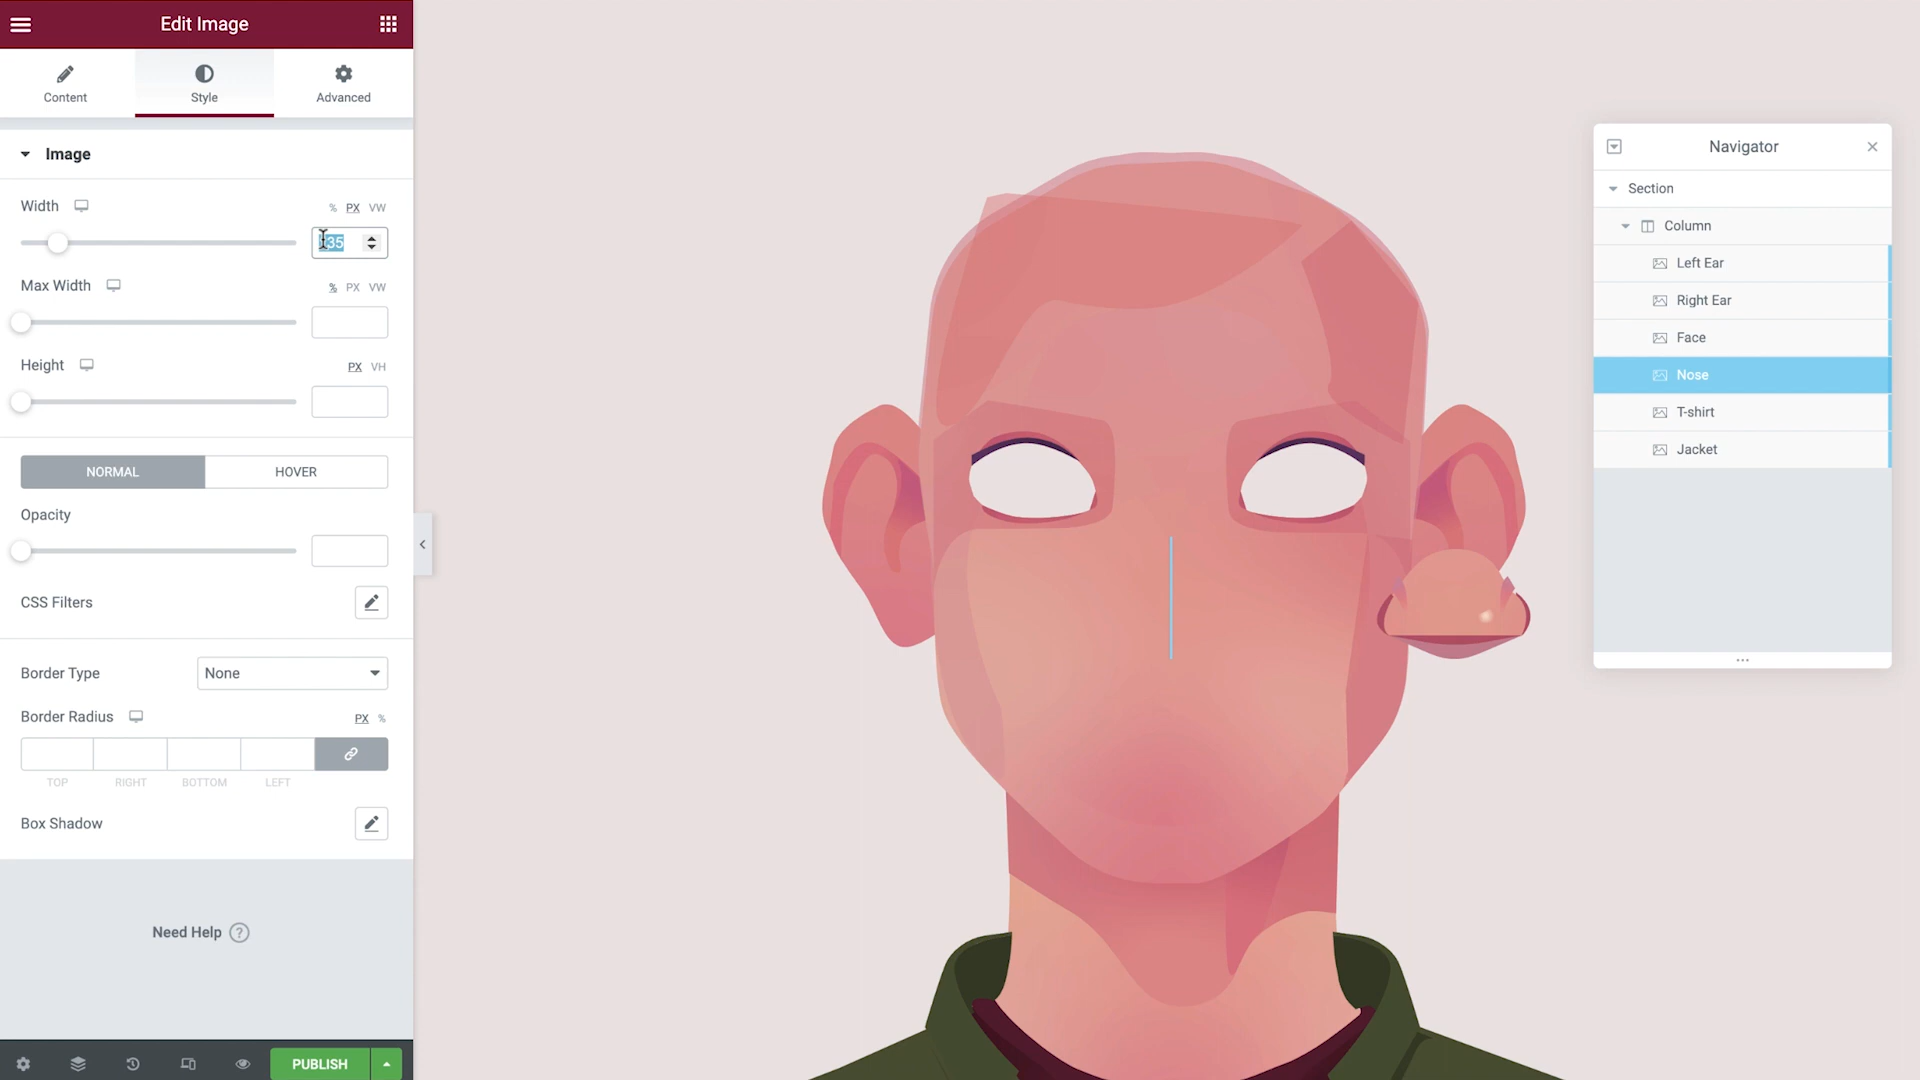 Edit Image
Content
Style
Advanced
Image
Width
% PX VW
Max Width
% PX VW
Height
PX VH
NORMAL
HOVER
Opacity
CSS Filters
Border Type
None
Border Radius
PX %
TOP
RIGHT
BOTTOM
LEFT
Box Shadow
Need Help ?
PUBLISH
Navigator
Section
Column
Left Ear
Right Ear
Face
Nose
T-shirt
Jacket